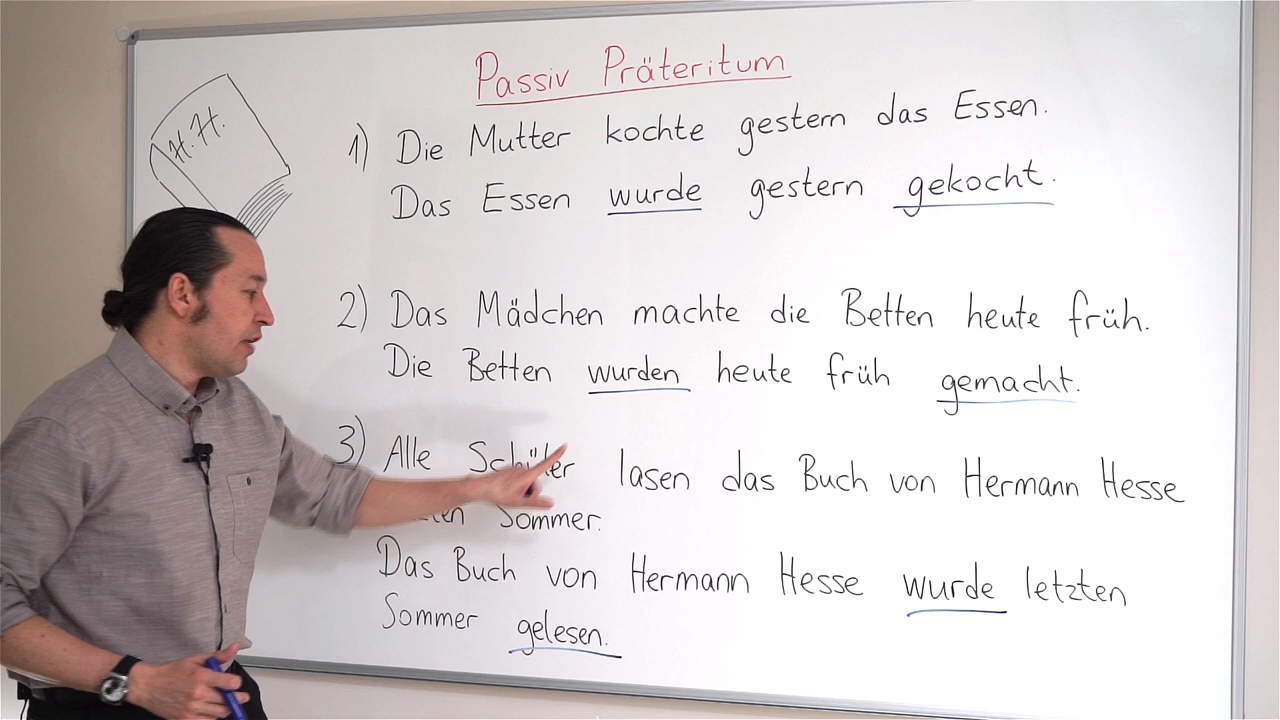 Passiv Präteritum
H.H.
1) Die Mutter kochte gestern das Essen.
Das Essen wurde gestern gekocht.
2) Das Mädchen machte die Betten heute früh.
Die Betten wurden heute früh gemacht.
3) Alle Schüler lasen das Buch von Hermann Hesse
Sommer.
Das Buch von Hermann Hesse wurde letzten
Sommer gelesen.